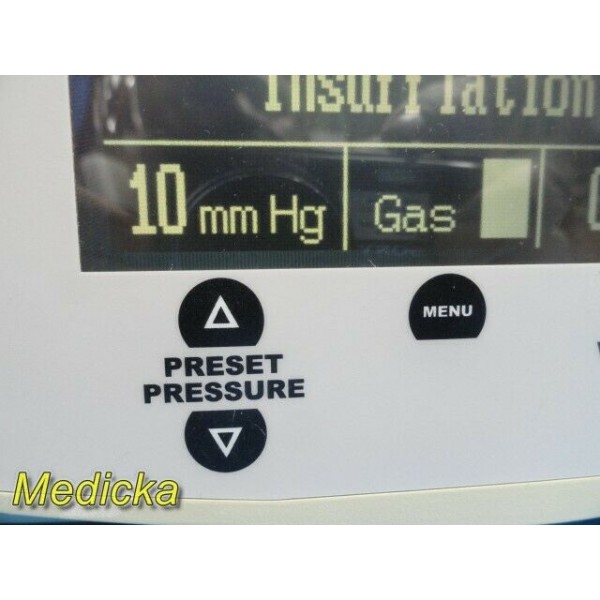 Insufflation
10 mm Hg
Gas
MENU
PRESET
PRESSURE
Medicka